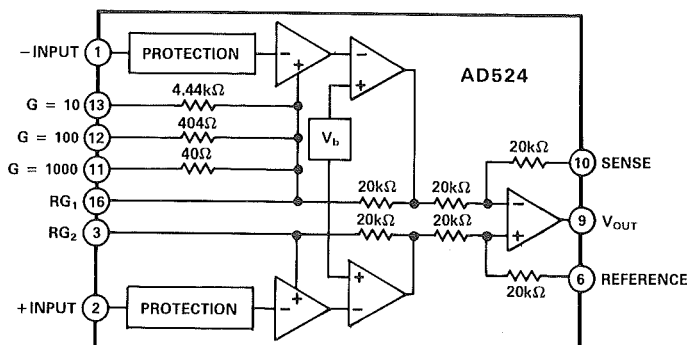 −INPUT 1 PROTECTION − + − + AD524
G = 10 13 4.44kΩ
G = 100 12 404Ω V_b
G = 1000 11 40Ω 20kΩ 10 SENSE
RG₁ 16 20kΩ 20kΩ −
RG₂ 3 20kΩ 20kΩ + 9 V_OUT
+INPUT 2 PROTECTION + − + − 20kΩ 6 REFERENCE